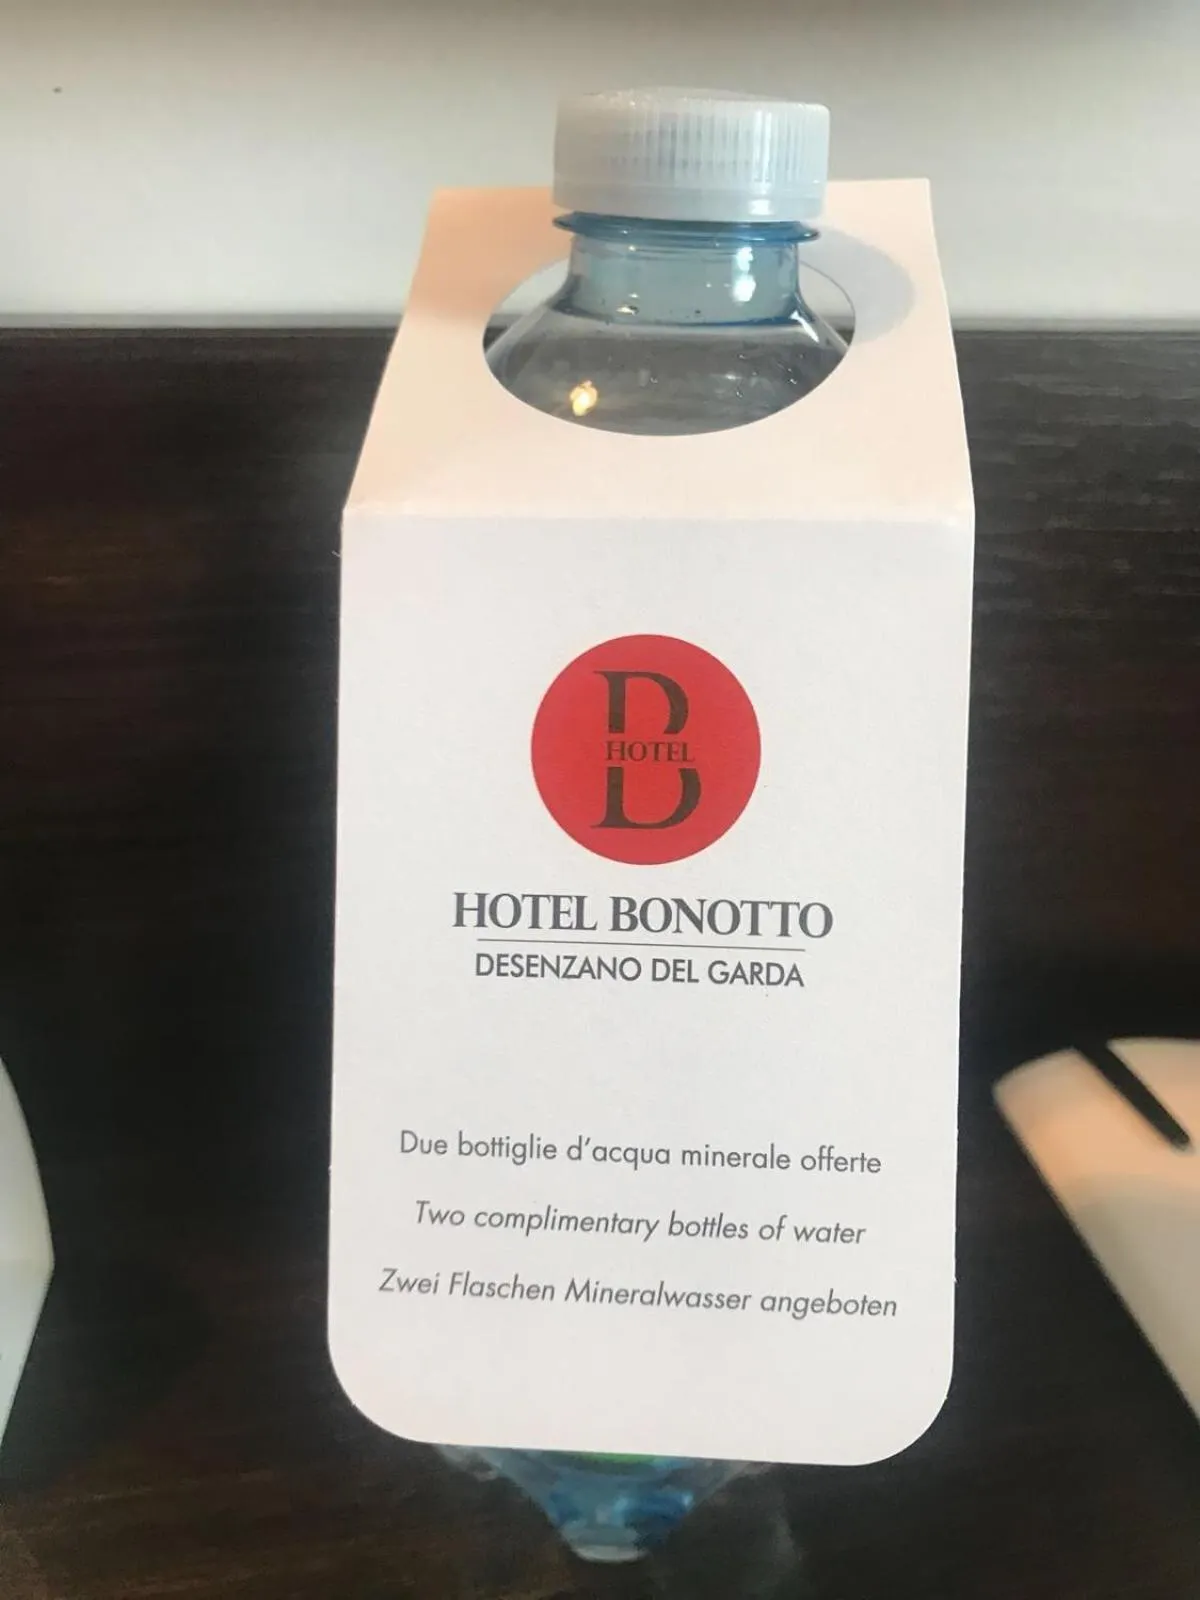 B
HOTEL
HOTEL BONOTTO
DESENZANO DEL GARDA
Due bottiglie d'acqua minerale offerte
Two complimentary bottles of water
Zwei Flaschen Mineralwasser angeboten